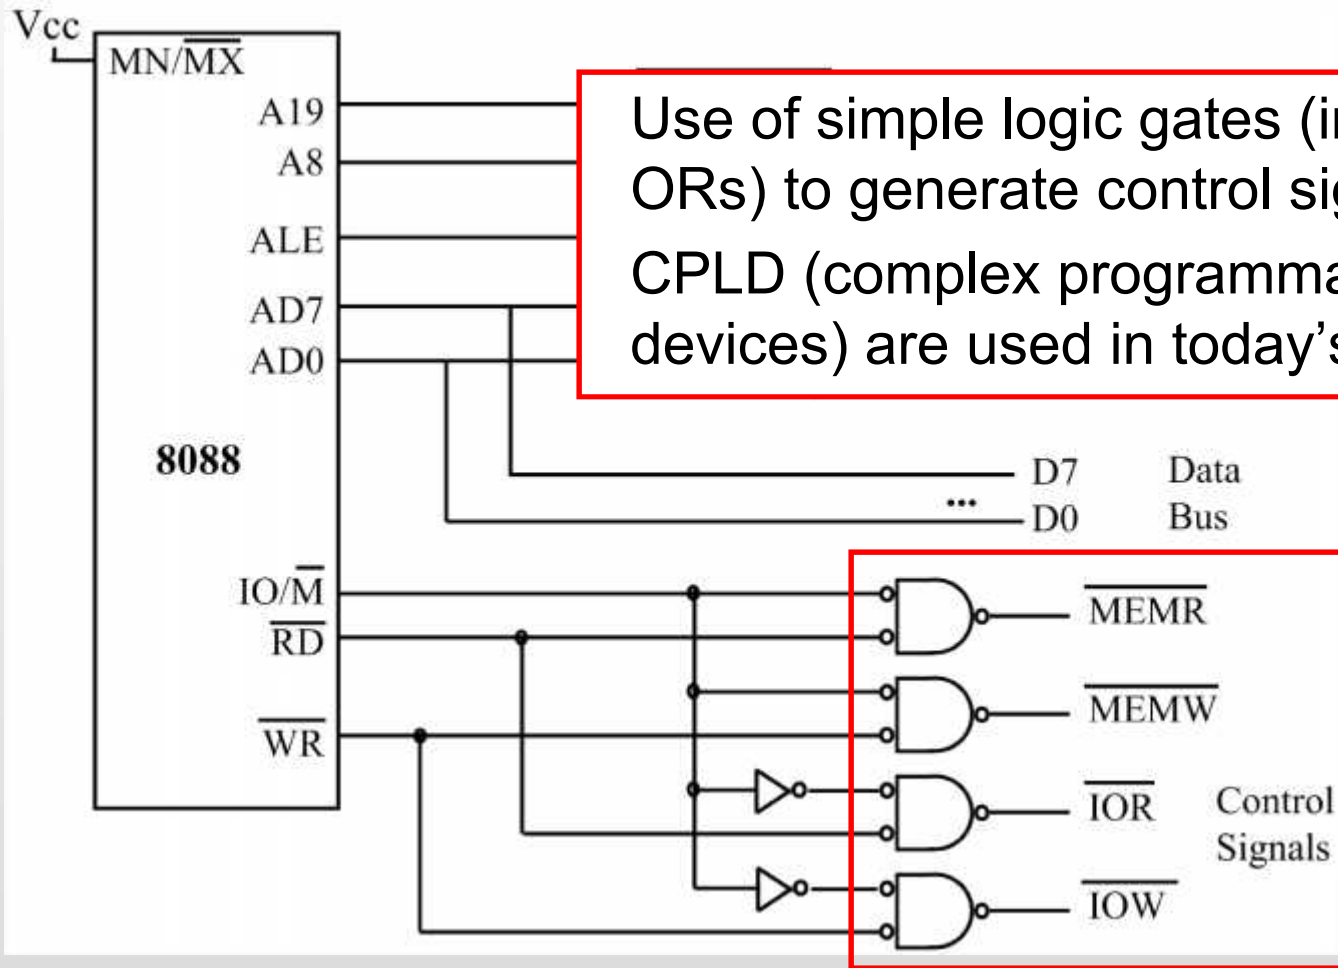 Vcc
MN/MX
A19
A8
ALE
AD7
AD0
8088
IO/M
RD
WR
Use of simple logic gates (i
ORs) to generate control si
CPLD (complex programma
devices) are used in today's
D7 Data
... D0 Bus
MEMR
MEMW
IOR Control
Signals
IOW